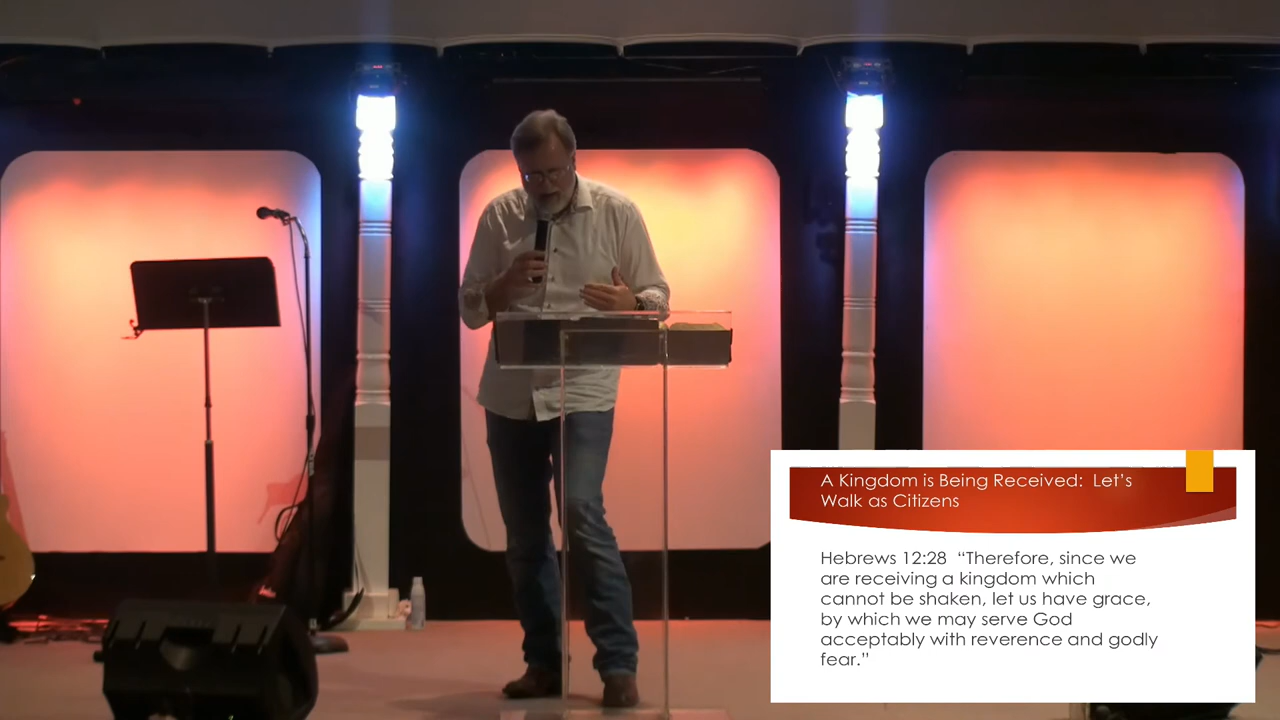 A Kingdom is Being Received:  Let’s
Walk as Citizens
Hebrews 12:28  “Therefore, since we
are receiving a kingdom which
cannot be shaken, let us have grace,
by which we may serve God
acceptably with reverence and godly
fear.”